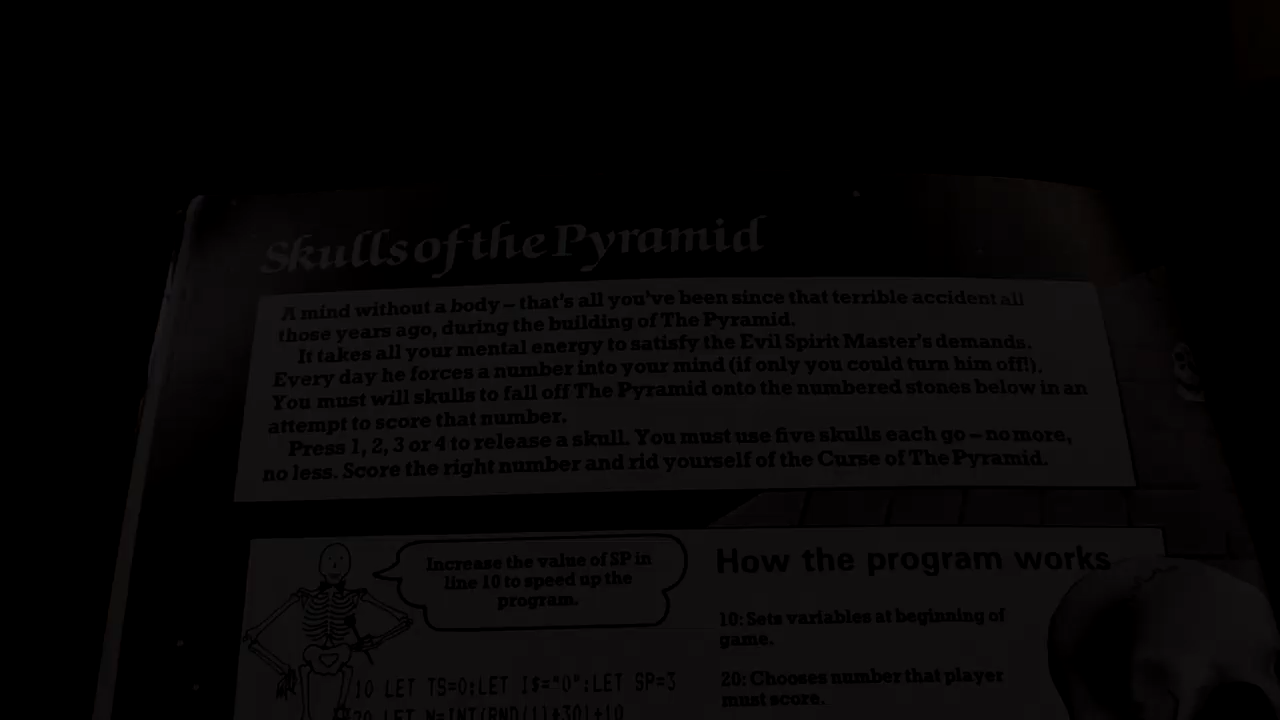 Skulls of the Pyramid
A mind without a body – that's all you've been since that terrible accident all
those years ago, during the building of The Pyramid.
It takes all your mental energy to satisfy the Evil Spirit Master's demands.
Every day he forces a number into your mind (if only you could turn him off!).
You must will skulls to fall off The Pyramid onto the numbered stones below in an
attempt to score that number.
Press 1, 2, 3 or 4 to release a skull. You must use five skulls each go – no more,
no less. Score the right number and rid yourself of the Curse of The Pyramid.
Increase the value of SP in
line 10 to speed up the
program.
10 LET TS=0:LET I$="0":LET SP=3
20 LET N=INT(RND(1)*30)+10
How the program works
10: Sets variables at beginning of
game.
20: Chooses number that player
must score.